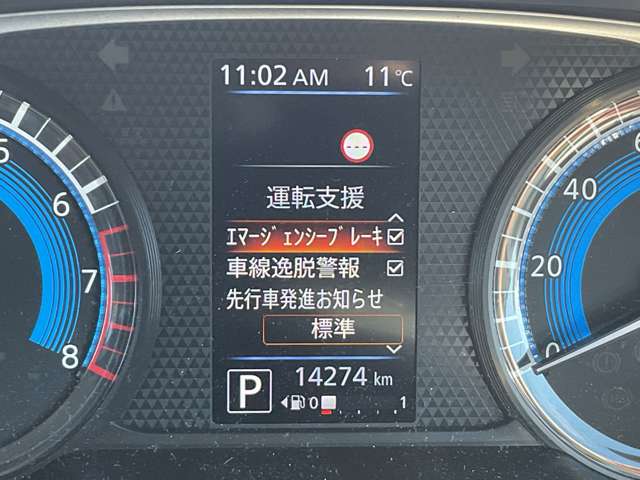 11:02 AM 11℃
---
運転支援
ｴﾏｰｼﾞｪﾝｼｰﾌﾞﾚｰｷ
車線逸脱警報
先行車発進お知らせ
標準
P 14274 km
0 1
5
6
7
8
40
20
0